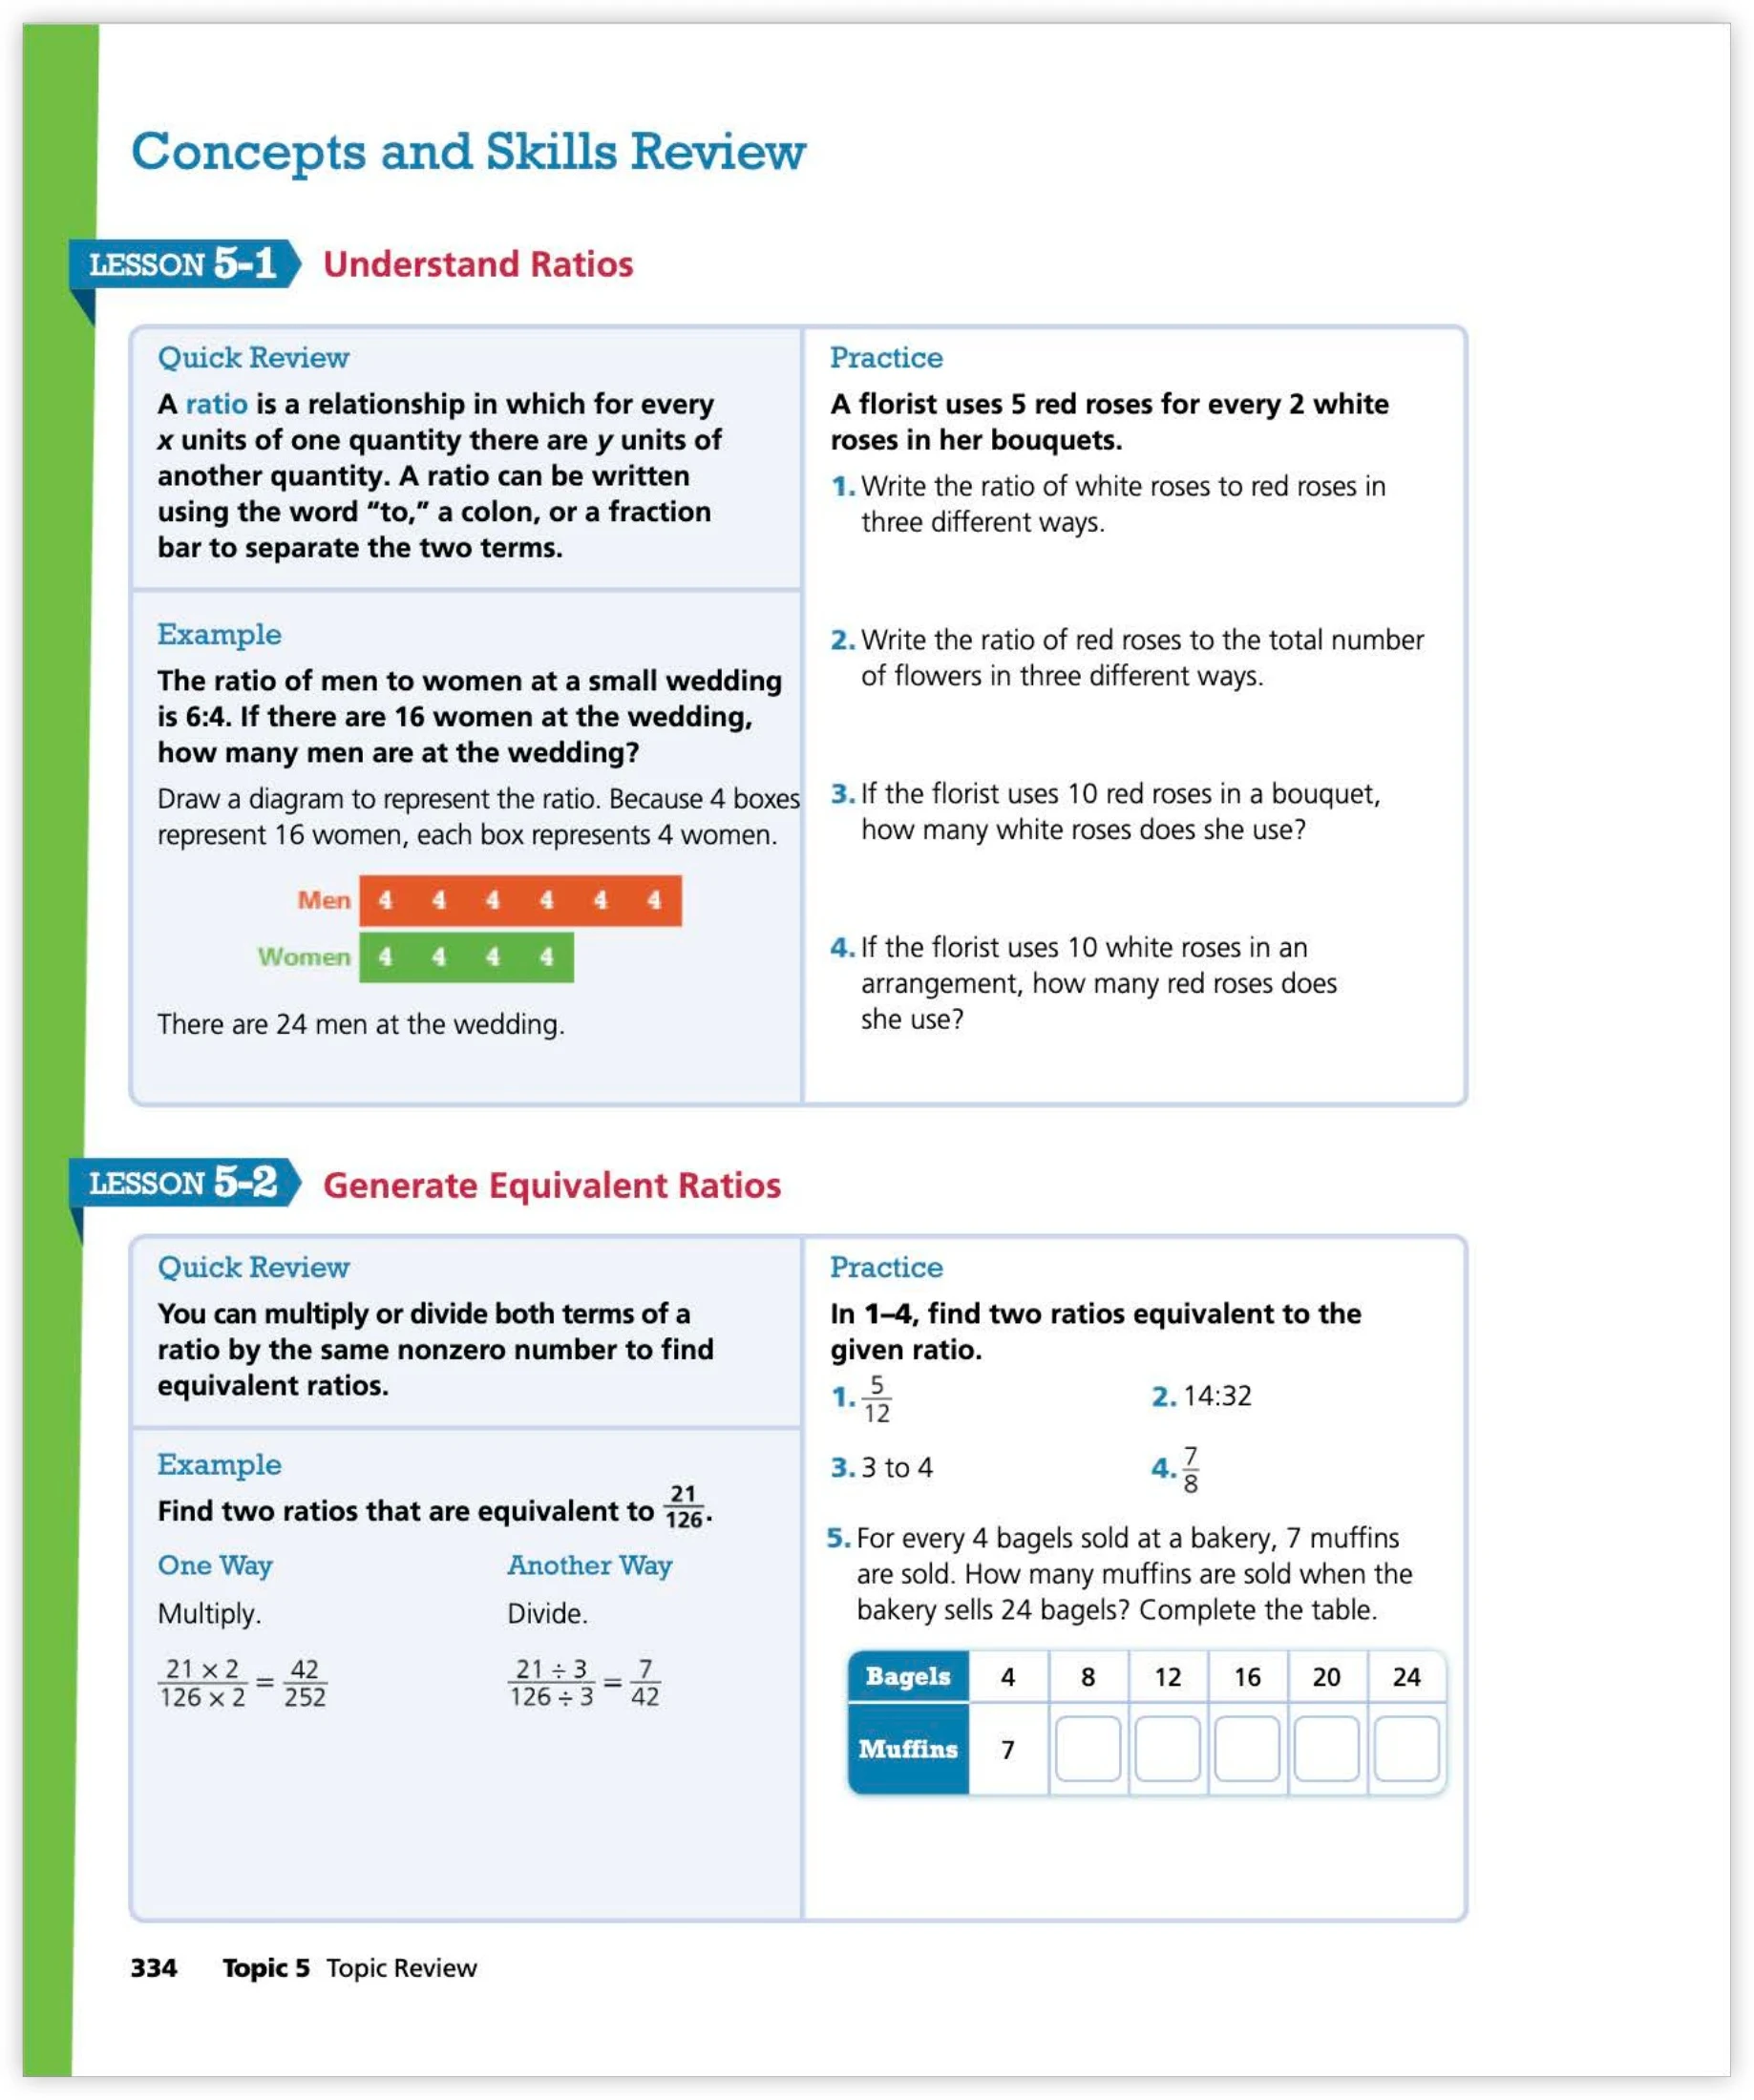 Concepts and Skills Review
LESSON 5-1 Understand Ratios
Quick Review
A ratio is a relationship in which for every
x units of one quantity there are y units of
another quantity. A ratio can be written
using the word “to,” a colon, or a fraction
bar to separate the two terms.
Example
The ratio of men to women at a small wedding
is 6:4. If there are 16 women at the wedding,
how many men are at the wedding?
Draw a diagram to represent the ratio. Because 4 boxes
represent 16 women, each box represents 4 women.
Men 4 4 4 4 4 4
Women 4 4 4 4
There are 24 men at the wedding.
Practice
A florist uses 5 red roses for every 2 white
roses in her bouquets.
1. Write the ratio of white roses to red roses in
three different ways.
2. Write the ratio of red roses to the total number
of flowers in three different ways.
3. If the florist uses 10 red roses in a bouquet,
how many white roses does she use?
4. If the florist uses 10 white roses in an
arrangement, how many red roses does
she use?
LESSON 5-2 Generate Equivalent Ratios
Quick Review
You can multiply or divide both terms of a
ratio by the same nonzero number to find
equivalent ratios.
Example
Find two ratios that are equivalent to 21/126.
One Way Another Way
Multiply. Divide.
21 × 2/126 × 2 = 42/252 21 ÷ 3/126 ÷ 3 = 7/42
Practice
In 1–4, find two ratios equivalent to the
given ratio.
1. 5/12 2. 14:32
3. 3 to 4 4. 7/8
5. For every 4 bagels sold at a bakery, 7 muffins
are sold. How many muffins are sold when the
bakery sells 24 bagels? Complete the table.
Bagels 4 8 12 16 20 24
Muffins 7
334 Topic 5 Topic Review